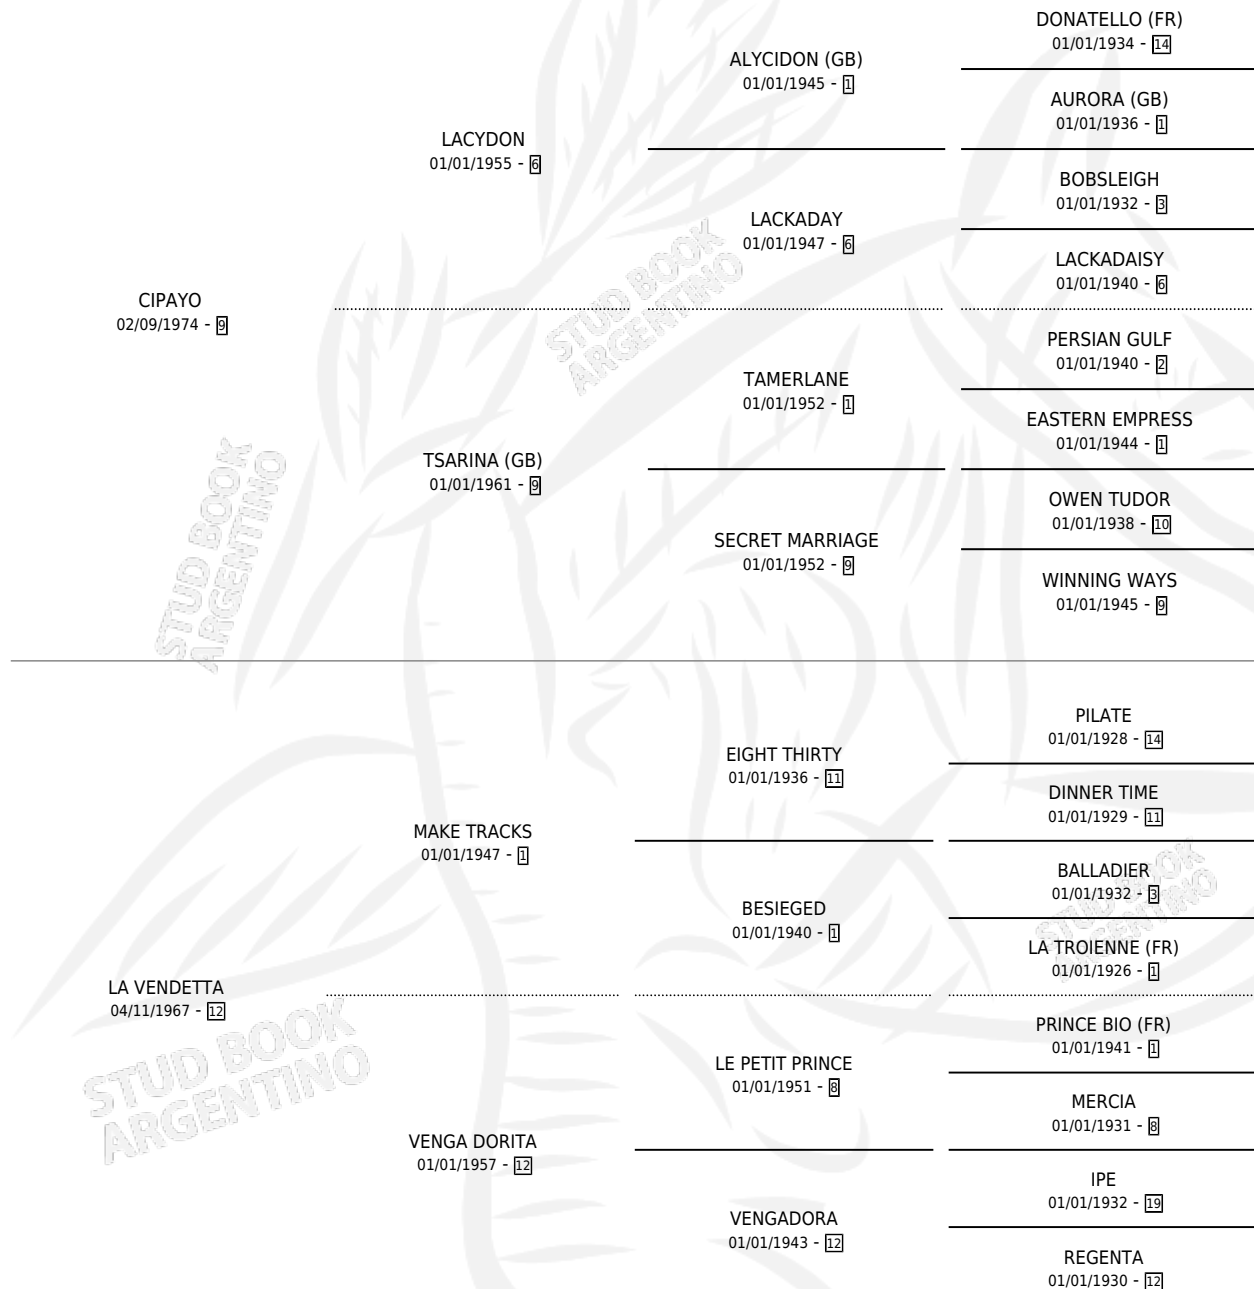 DONATELLO (FR)
01/01/1934 - 14
ALYCIDON (GB)
01/01/1945 - 1
AURORA (GB)
01/01/1936 - 1
LACYDON
01/01/1955 - 6
BOBSLEIGH
01/01/1932 - 3
LACKADAY
01/01/1947 - 6
LACKADAISY
01/01/1940 - 6
CIPAYO
02/09/1974 - 9
PERSIAN GULF
01/01/1940 - 2
TAMERLANE
01/01/1952 - 1
EASTERN EMPRESS
01/01/1944 - 1
TSARINA (GB)
01/01/1961 - 9
OWEN TUDOR
01/01/1938 - 10
SECRET MARRIAGE
01/01/1952 - 9
WINNING WAYS
01/01/1945 - 9
PILATE
01/01/1928 - 14
EIGHT THIRTY
01/01/1936 - 11
DINNER TIME
01/01/1929 - 11
MAKE TRACKS
01/01/1947 - 1
BALLADIER
01/01/1932 - 3
BESIEGED
01/01/1940 - 1
LA TROIENNE (FR)
01/01/1926 - 1
LA VENDETTA
04/11/1967 - 12
PRINCE BIO (FR)
01/01/1941 - 1
LE PETIT PRINCE
01/01/1951 - 8
MERCIA
01/01/1931 - 8
VENGA DORITA
01/01/1957 - 12
IPE
01/01/1932 - 19
VENGADORA
01/01/1943 - 12
REGENTA
01/01/1930 - 12
STUD BOOK
ARGENTINO
STUD BOOK
ARGENTINO
STUD BOOK
ARGENTINO
STUD BOOK
ARGENTINO